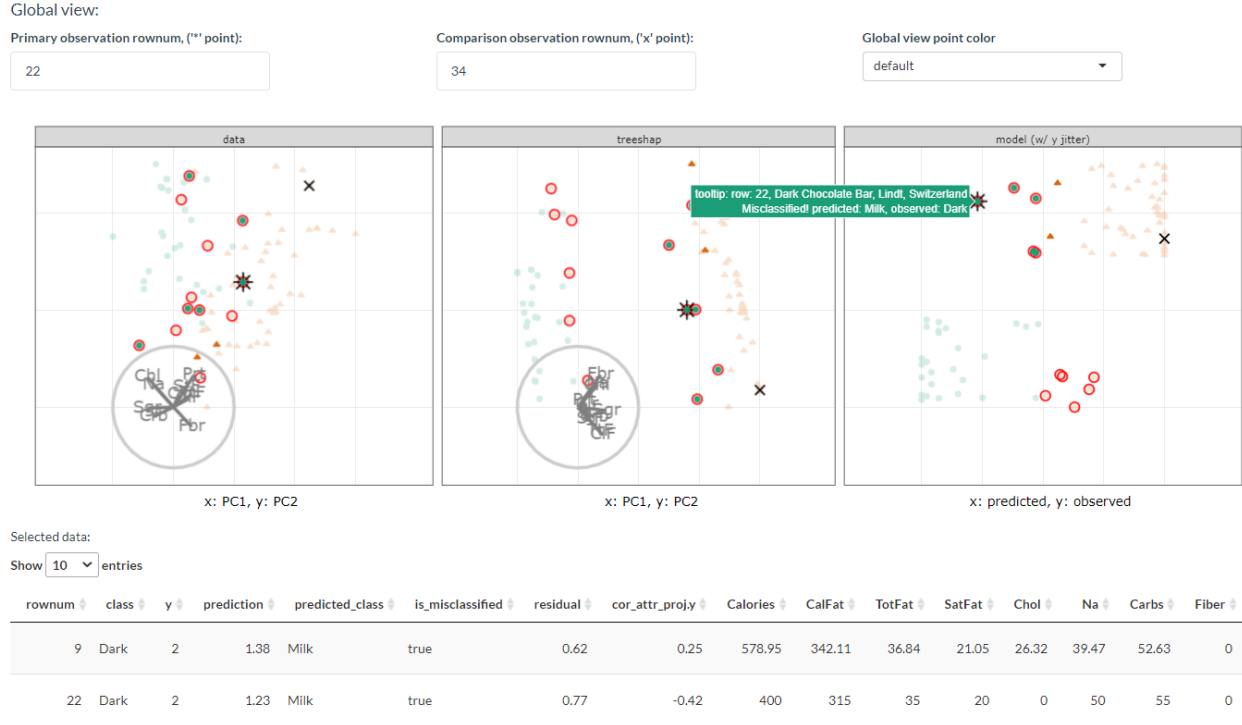 Global view:
Primary observation rownum, ('*' point):
Comparison observation rownum, ('x' point):
Global view point color
22
34
default
data
treeshap
model (w/ y jitter)
tooltip: row: 22, Dark Chocolate Bar, Lindt, Switzerland
Misclassified! predicted: Milk, observed: Dark
Chl
Na
Prt
Sgr
Crb
Fbr
Fbr
Sgr
x: PC1, y: PC2
x: PC1, y: PC2
x: predicted, y: observed
Selected data:
Show 10 entries
rownum class y prediction predicted_class is_misclassified residual cor_attr_proj.y Calories CalFat TotFat SatFat Chol Na Carbs Fiber
9 Dark 2 1.38 Milk true 0.62 0.25 578.95 342.11 36.84 21.05 26.32 39.47 52.63 0
22 Dark 2 1.23 Milk true 0.77 -0.42 400 315 35 20 0 50 55 0